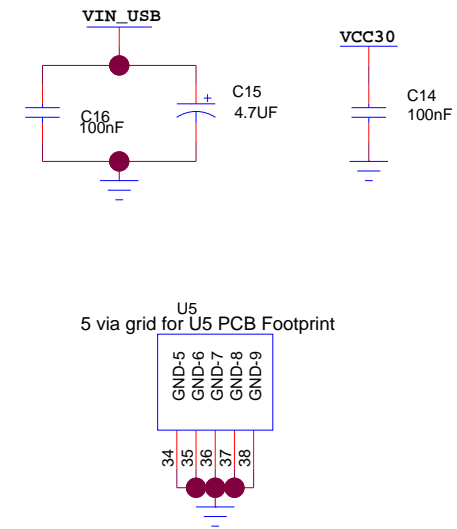 VIN_USB
VCC30
C16
100nF
+
C15
4.7UF
C14
100nF
U5
5 via grid for U5 PCB Footprint
GND-5
GND-6
GND-7
GND-8
GND-9
34
35
36
37
38